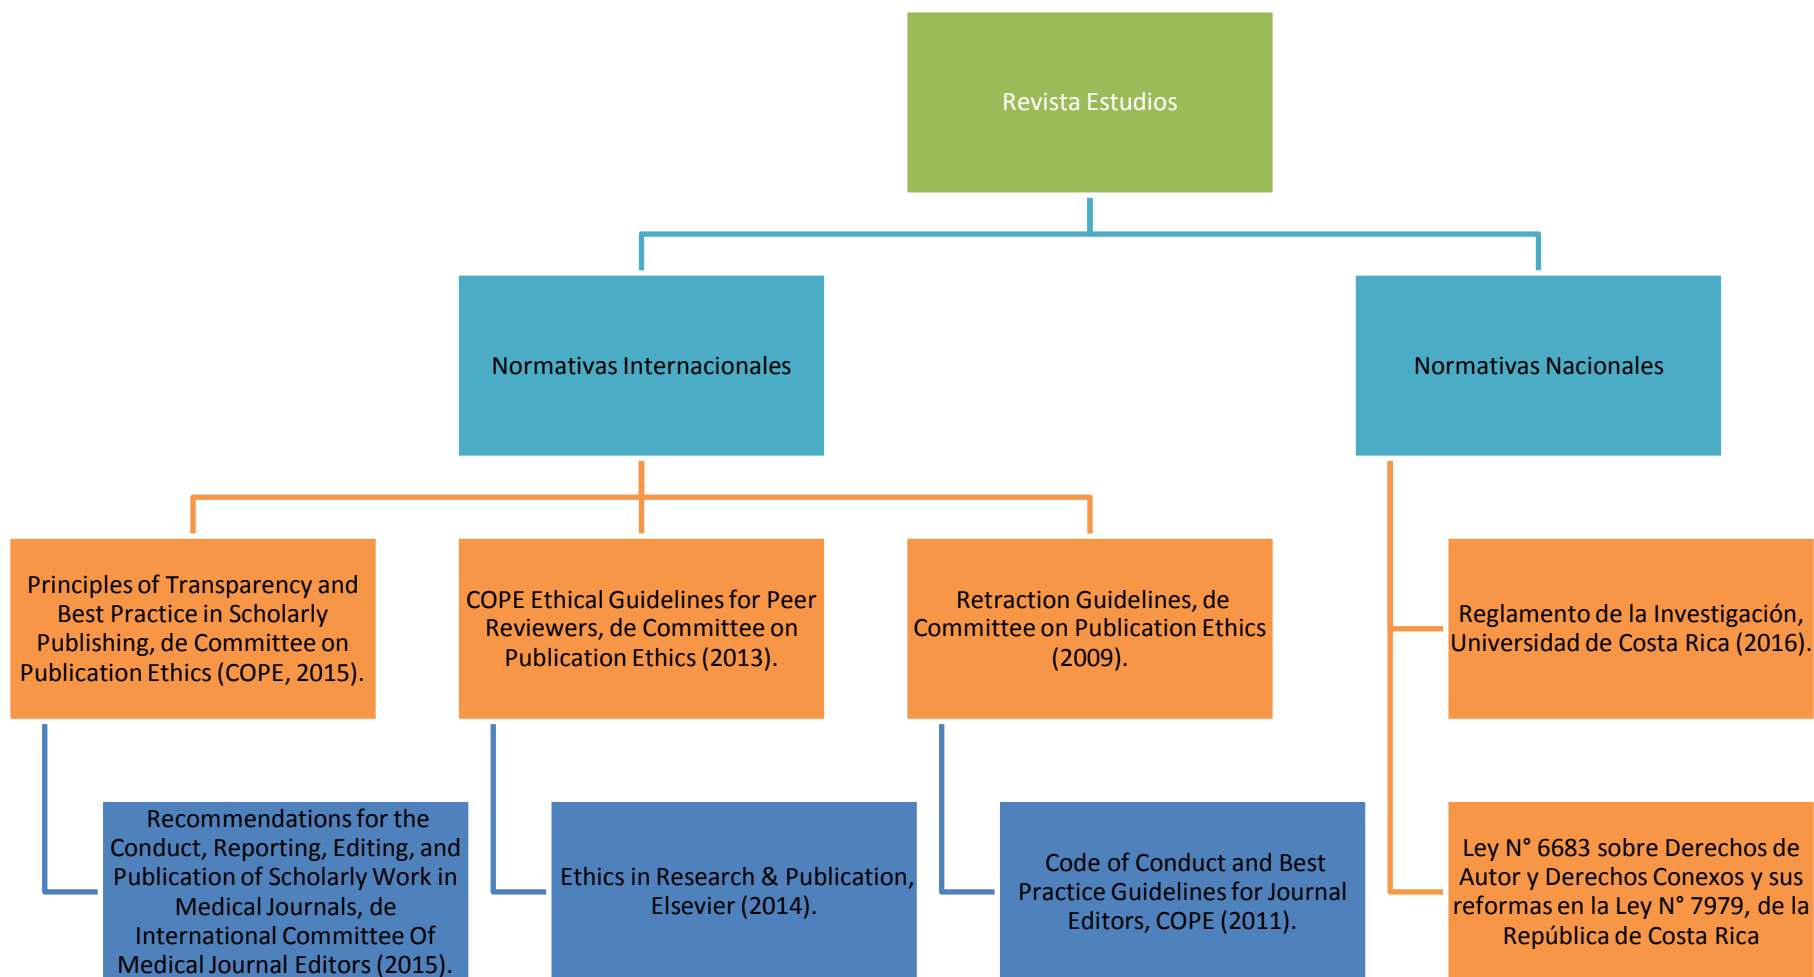 Revista Estudios
Normativas Internacionales
Normativas Nacionales
Principles of Transparency and
Best Practice in Scholarly
Publishing, de Committee on
Publication Ethics (COPE, 2015).
COPE Ethical Guidelines for Peer
Reviewers, de Committee on
Publication Ethics (2013).
Retraction Guidelines, de
Committee on Publication Ethics
(2009).
Reglamento de la Investigación,
Universidad de Costa Rica (2016).
Recommendations for the
Conduct, Reporting, Editing, and
Publication of Scholarly Work in
Medical Journals, de
International Committee Of
Medical Journal Editors (2015).
Ethics in Research & Publication,
Elsevier (2014).
Code of Conduct and Best
Practice Guidelines for Journal
Editors, COPE (2011).
Ley N° 6683 sobre Derechos de
Autor y Derechos Conexos y sus
reformas en la Ley N° 7979, de la
República de Costa Rica